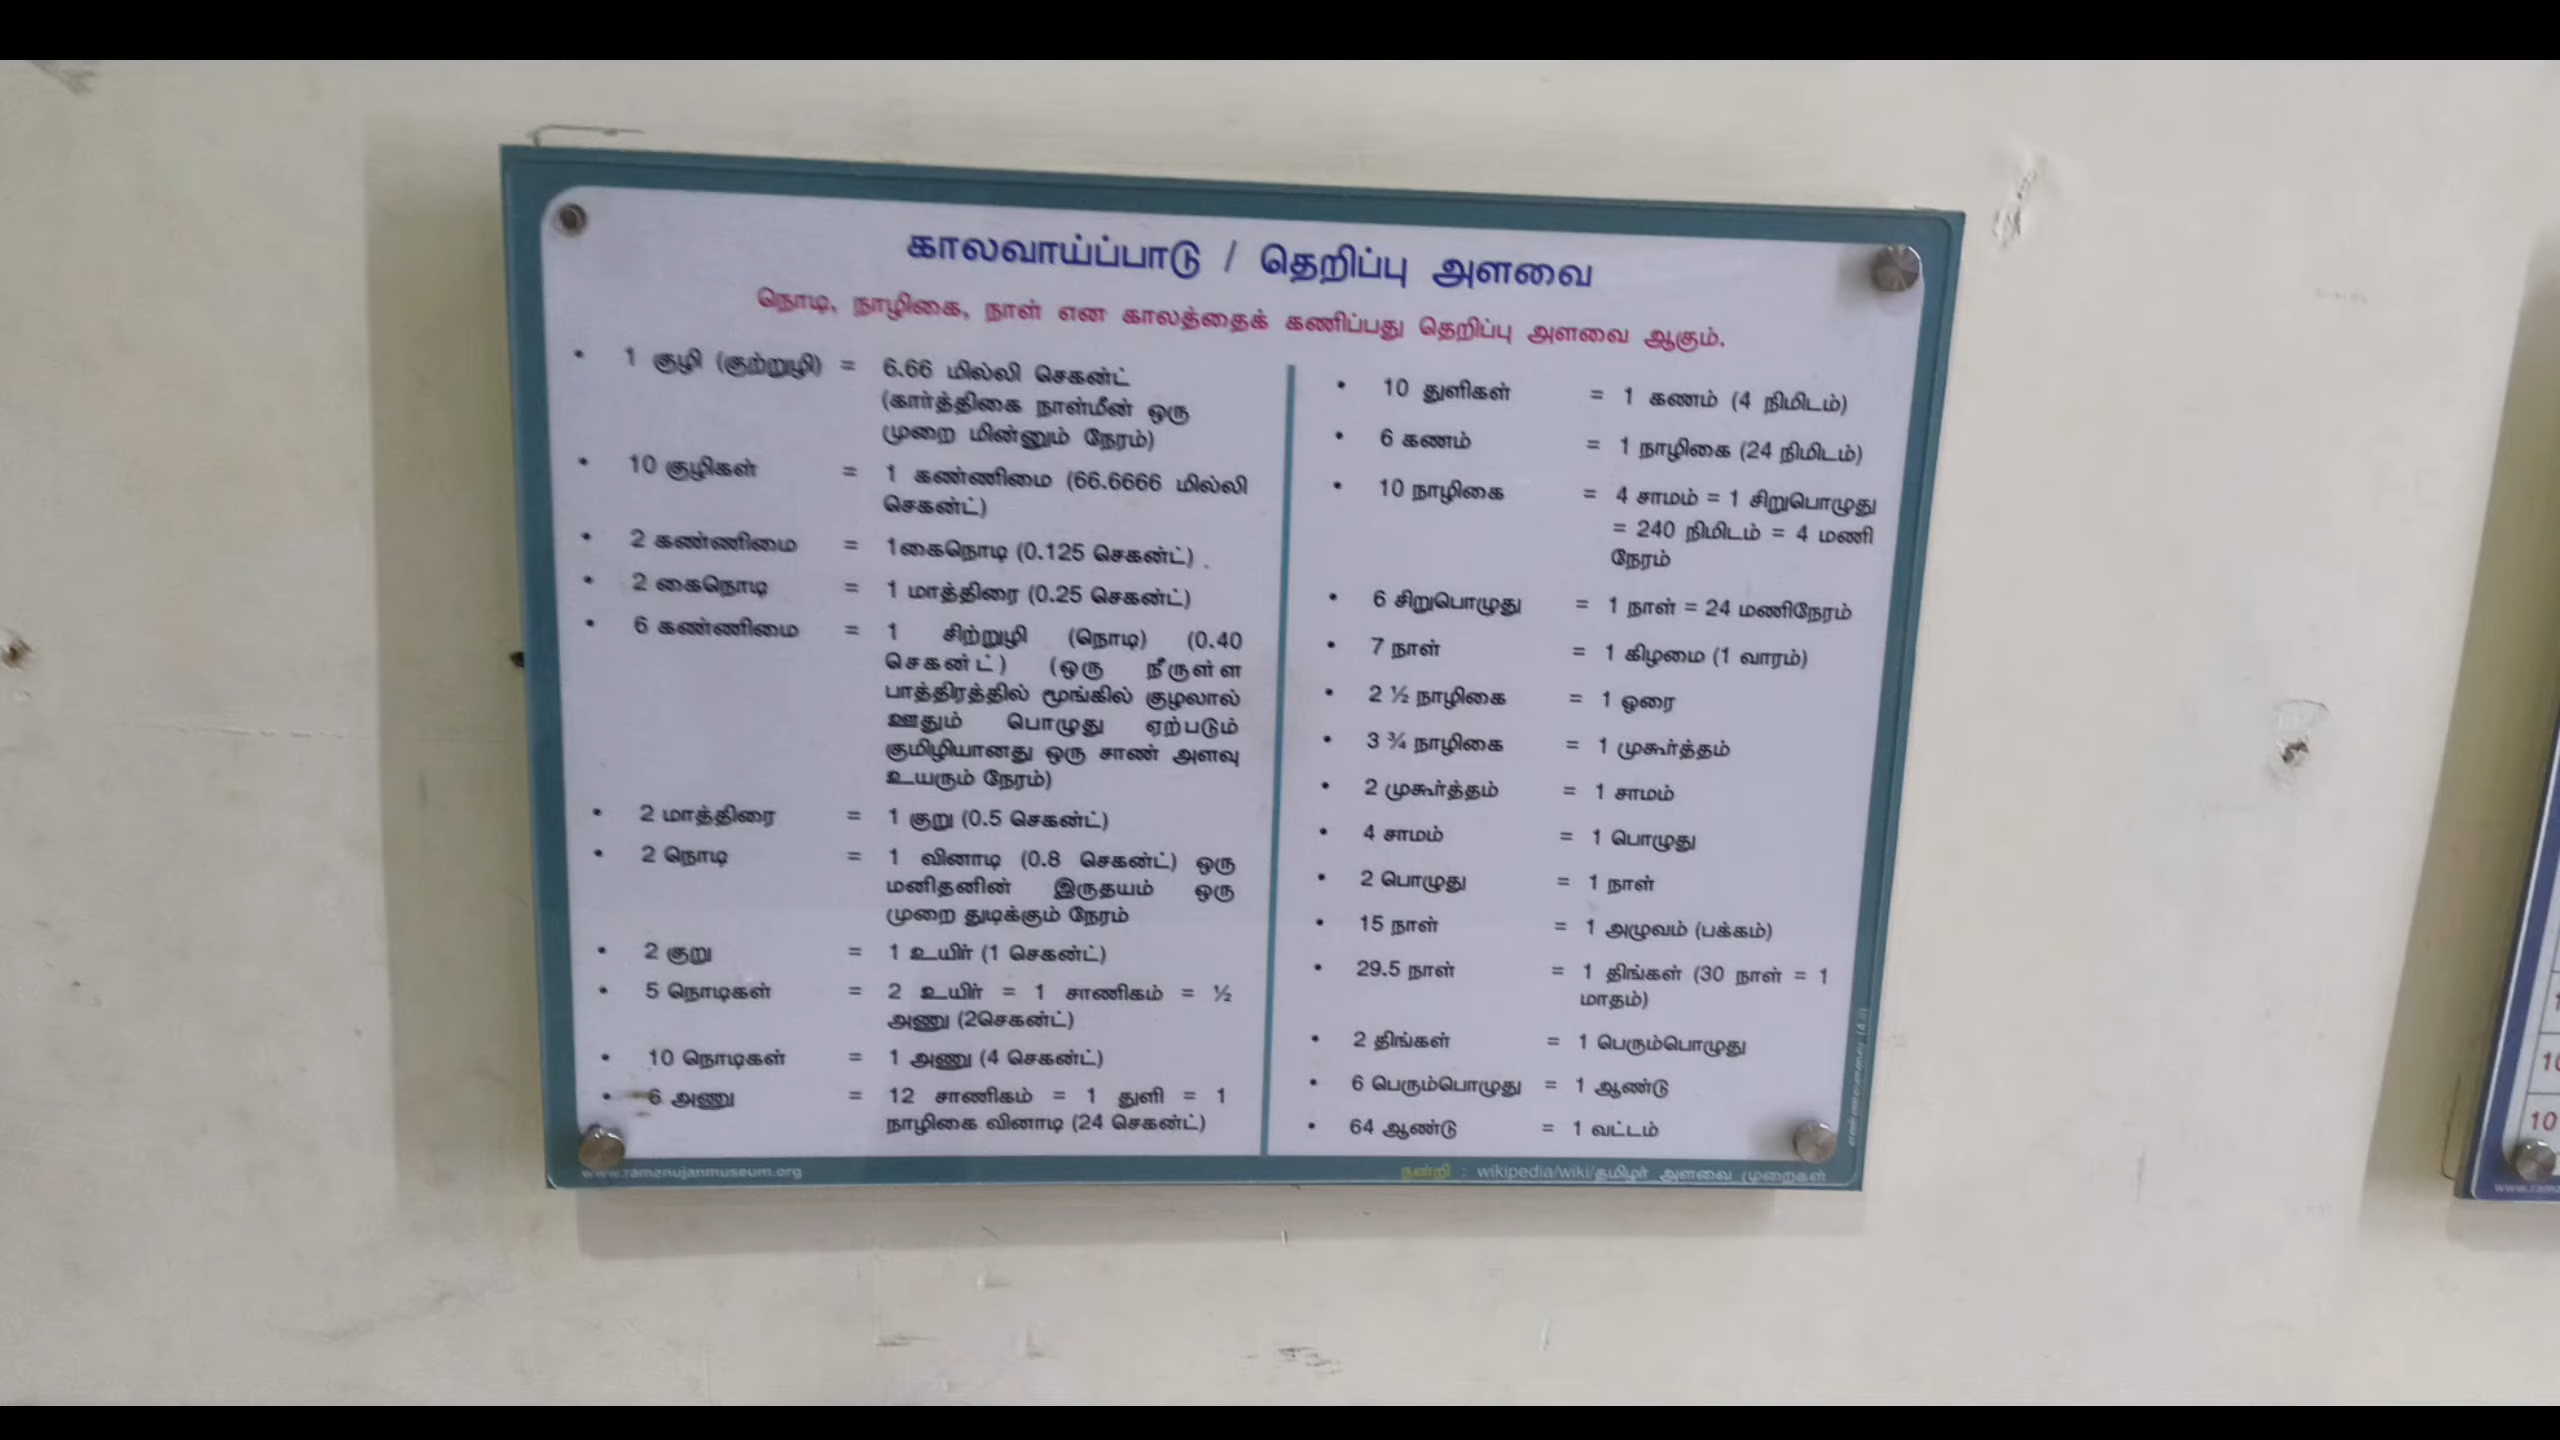 காலவாய்ப்பாடு / தெறிப்பு அளவை
நொடி, நாழிகை, நாள் என காலத்தைக் கணிப்பது தெறிப்பு அளவை ஆகும்.
• 1 குழி (குற்றுழி) = 6.66 மில்லி செகன்ட்
(கார்த்திகை நாள்மீன் ஒரு
முறை மின்னும் நேரம்)
• 10 குழிகள் = 1 கண்ணிமை (66.6666 மில்லி
செகன்ட்)
• 2 கண்ணிமை = 1கைநொடி (0.125 செகன்ட்) .
• 2 கைநொடி = 1 மாத்திரை (0.25 செகன்ட்)
• 6 கண்ணிமை = 1 சிற்றுழி (நொடி) (0.40
செகன்ட்) (ஒரு நீருள்ள
பாத்திரத்தில் மூங்கில் குழலால்
ஊதும் பொழுது ஏற்படும்
குமிழியானது ஒரு சாண் அளவு
உயரும் நேரம்)
• 2 மாத்திரை = 1 குறு (0.5 செகன்ட்)
• 2 நொடி = 1 வினாடி (0.8 செகன்ட்) ஒரு
மனிதனின் இருதயம் ஒரு
முறை துடிக்கும் நேரம்
• 2 குறு = 1 உயிர் (1 செகன்ட்)
• 5 நொடிகள் = 2 உயிர் = 1 சாணிகம் = ½
அணு (2செகன்ட்)
• 10 நொடிகள் = 1 அணு (4 செகன்ட்)
• 6 அணு = 12 சாணிகம் = 1 துளி = 1
நாழிகை வினாடி (24 செகன்ட்)
• 10 துளிகள் = 1 கணம் (4 நிமிடம்)
• 6 கணம் = 1 நாழிகை (24 நிமிடம்)
• 10 நாழிகை = 4 சாமம் = 1 சிறுபொழுது
= 240 நிமிடம் = 4 மணி
நேரம்
• 6 சிறுபொழுது = 1 நாள் = 24 மணிநேரம்
• 7 நாள் = 1 கிழமை (1 வாரம்)
• 2 ½ நாழிகை = 1 ஓரை
• 3 ¾ நாழிகை = 1 முகூர்த்தம்
• 2 முகூர்த்தம் = 1 சாமம்
• 4 சாமம் = 1 பொழுது
• 2 பொழுது = 1 நாள்
• 15 நாள் = 1 அழுவம் (பக்கம்)
• 29.5 நாள் = 1 திங்கள் (30 நாள் = 1
மாதம்)
• 2 திங்கள் = 1 பெரும்பொழுது
• 6 பெரும்பொழுது = 1 ஆண்டு
• 64 ஆண்டு = 1 வட்டம்
www.ramanujanmuseum.org
நன்றி : wikipedia/wiki/தமிழர் அளவை முறைகள்
10
10